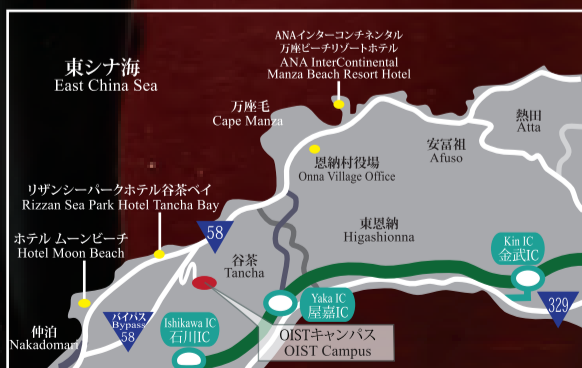 ANAインターコンチネンタル
万座ビーチリゾートホテル
ANA InterContinental
Manza Beach Resort Hotel
東シナ海
East China Sea
万座毛
Cape Manza
熱田
Atta
安冨祖
Afuso
恩納村役場
Onna Village Office
リザンシーパークホテル谷茶ベイ
Rizzan Sea Park Hotel Tancha Bay
58
東恩納
Higashionna
ホテル ムーンビーチ
Hotel Moon Beach
谷茶
Tancha
Kin IC
金武IC
Yaka IC
屋嘉IC
329
バイパス
Bypass
58
Ishikawa IC
石川IC
仲泊
Nakadomari
OISTキャンパス
OIST Campus